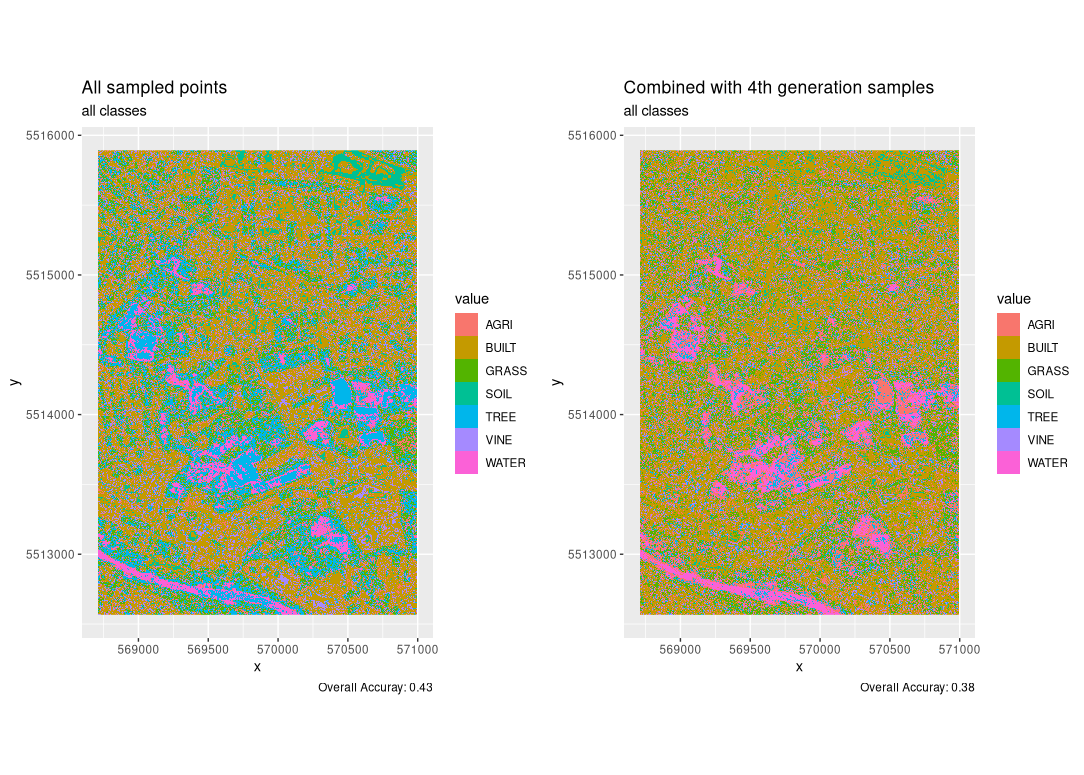 All sampled points
all classes
5516000
5515000
5514000
5513000
y
569000 569500 570000 570500 571000
x
value
AGRI
BUILT
GRASS
SOIL
TREE
VINE
WATER
Overall Accuray: 0.43
Combined with 4th generation samples
all classes
5516000
5515000
5514000
5513000
y
569000 569500 570000 570500 571000
x
value
AGRI
BUILT
GRASS
SOIL
TREE
VINE
WATER
Overall Accuray: 0.38